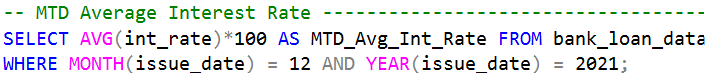 -- MTD Average Interest Rate -----------------------------------
SELECT AVG(int_rate)*100 AS MTD_Avg_Int_Rate FROM bank_loan_data
WHERE MONTH(issue_date) = 12 AND YEAR(issue_date) = 2021;